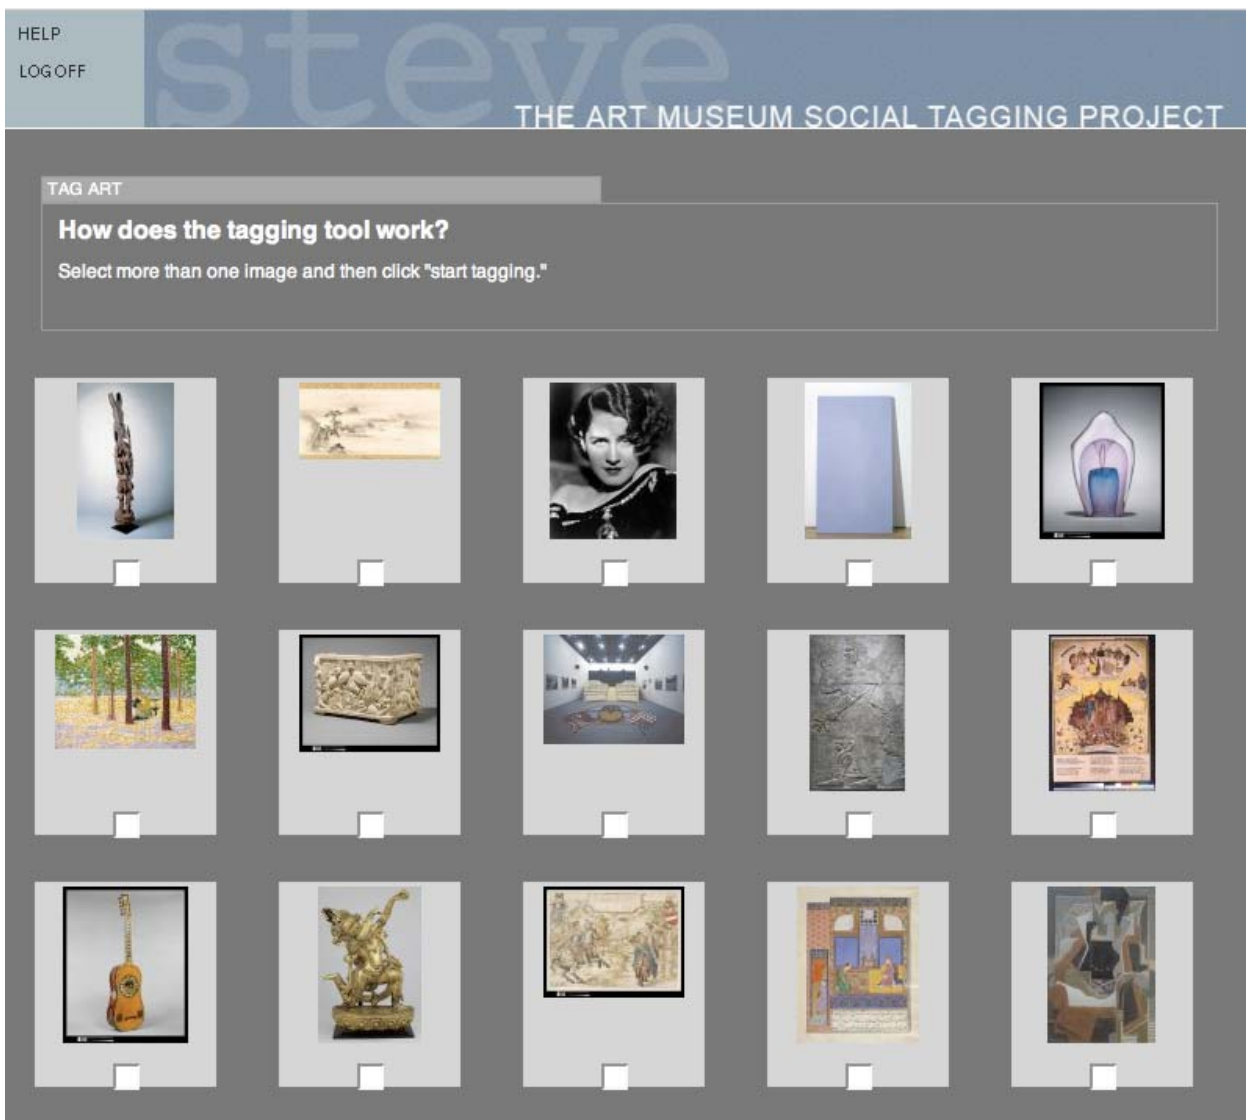 HELP
LOGOFF
steve
THE ART MUSEUM SOCIAL TAGGING PROJECT
TAG ART
How does the tagging tool work?
Select more than one image and then click "start tagging."